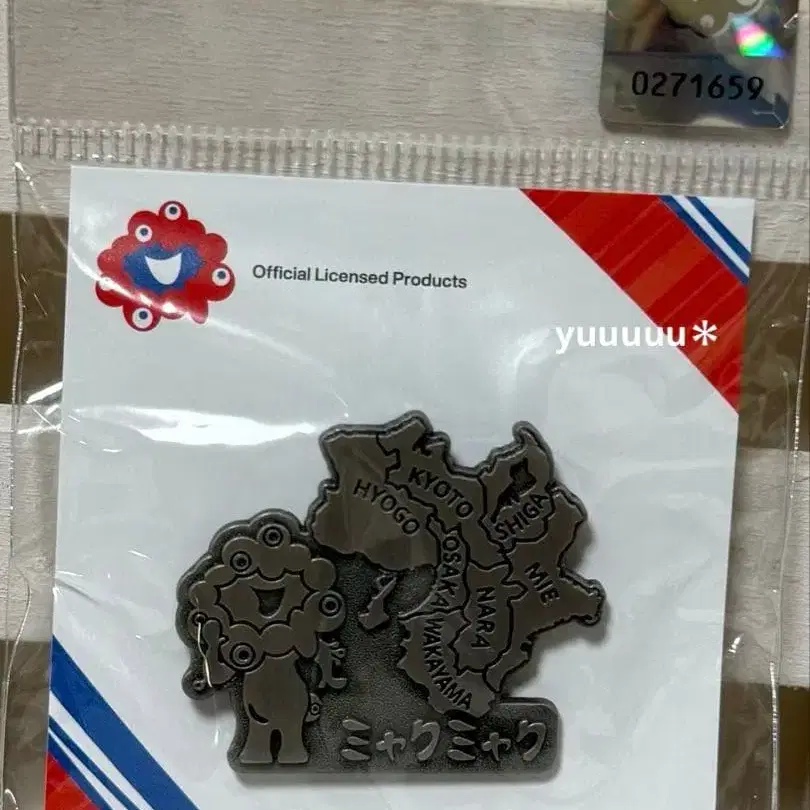 0271659
Official Licensed Products
yuuuuu*
KYOTO
HYOGO
SHIGA
OSAKA
MIE
NARA
WAKAYAMA
ミャクミャク